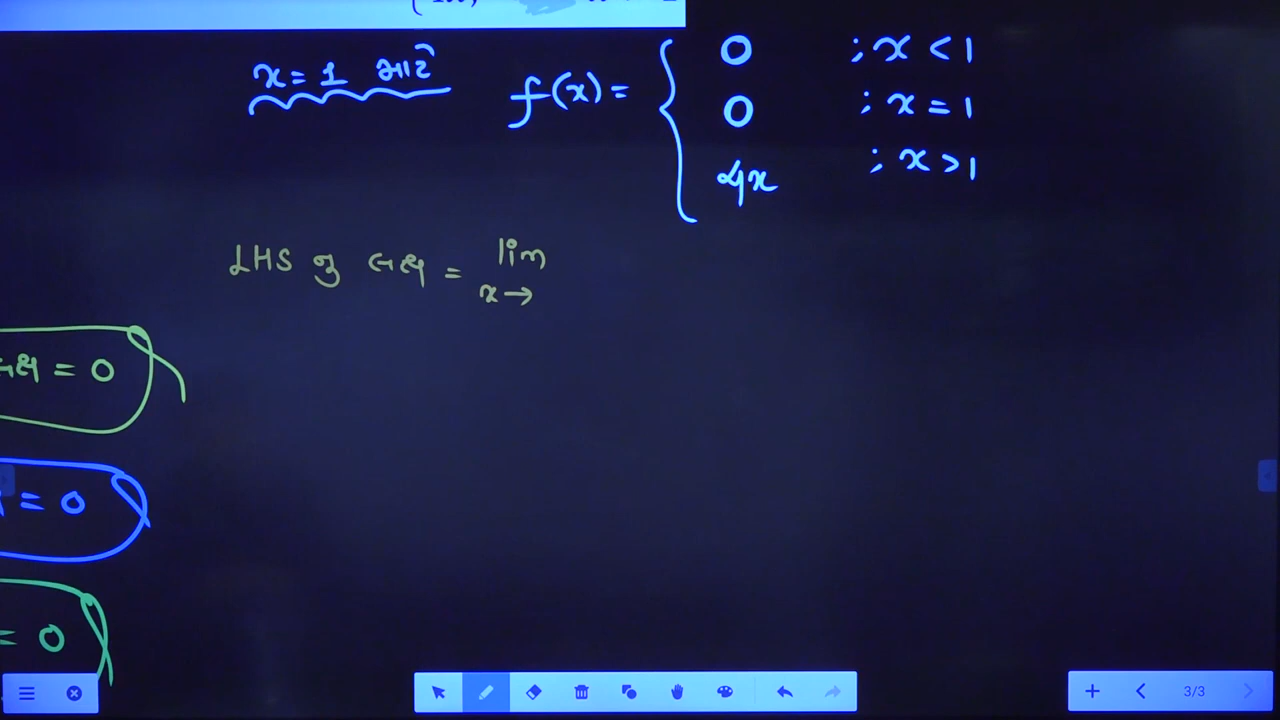 x = 1 માટે
f(x) = { 0 ; x < 1
0 ; x = 1
4x ; x > 1
LHS નું લક્ષ = lim
x →
લક્ષ = 0
= 0
= 0
3/3